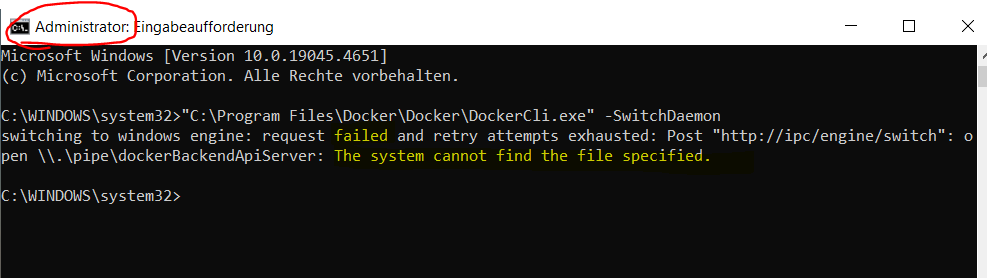 Administrator: Eingabeaufforderung
Microsoft Windows [Version 10.0.19045.4651]
(c) Microsoft Corporation. Alle Rechte vorbehalten.
C:\WINDOWS\system32>"C:\Program Files\Docker\Docker\DockerCli.exe" -SwitchDaemon
switching to windows engine: request failed and retry attempts exhausted: Post "http://ipc/engine/switch": o
pen \\.\pipe\dockerBackendApiServer: The system cannot find the file specified.
C:\WINDOWS\system32>